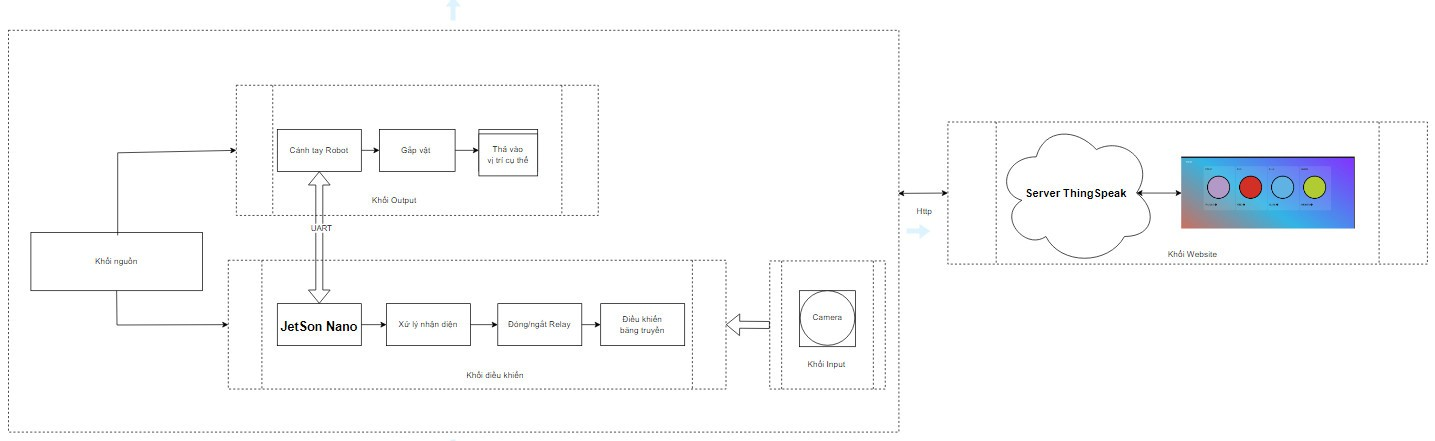 Cánh tay Robot
Gắp vật
Thả vào
vị trí cụ thể
Khối Output
UART
Khối nguồn
JetSon Nano
Xử lý nhận diện
Đóng/ngắt Relay
Điều khiển
băng truyền
Khối điều khiển
Camera
Khối Input
Http
Server ThingSpeak
Khối Website